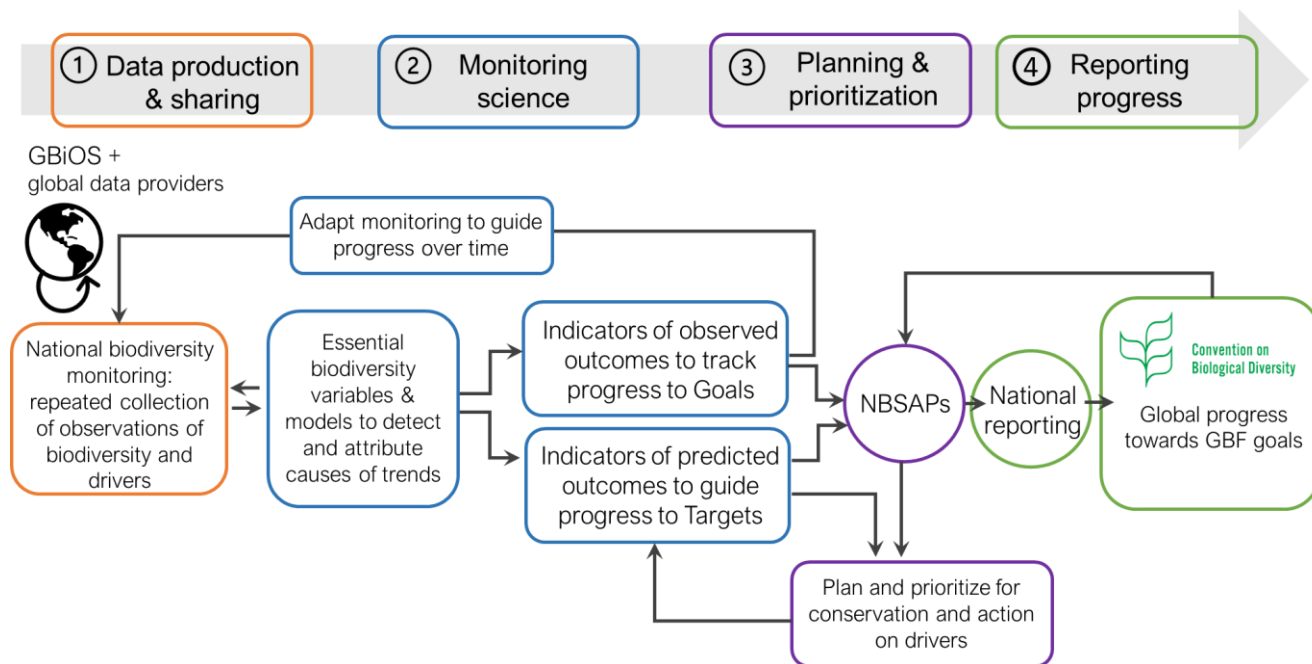 ① Data production
& sharing
② Monitoring
science
③ Planning &
prioritization
④ Reporting
progress
GBiOS +
global data providers
Adapt monitoring to guide
progress over time
National biodiversity
monitoring:
repeated collection
of observations of
biodiversity and
drivers
Essential
biodiversity
variables &
models to detect
and attribute
causes of trends
Indicators of observed
outcomes to track
progress to Goals
Indicators of predicted
outcomes to guide
progress to Targets
NBSAPs
National
reporting
Convention on
Biological Diversity
Global progress
towards GBF goals
Plan and prioritize for
conservation and action
on drivers